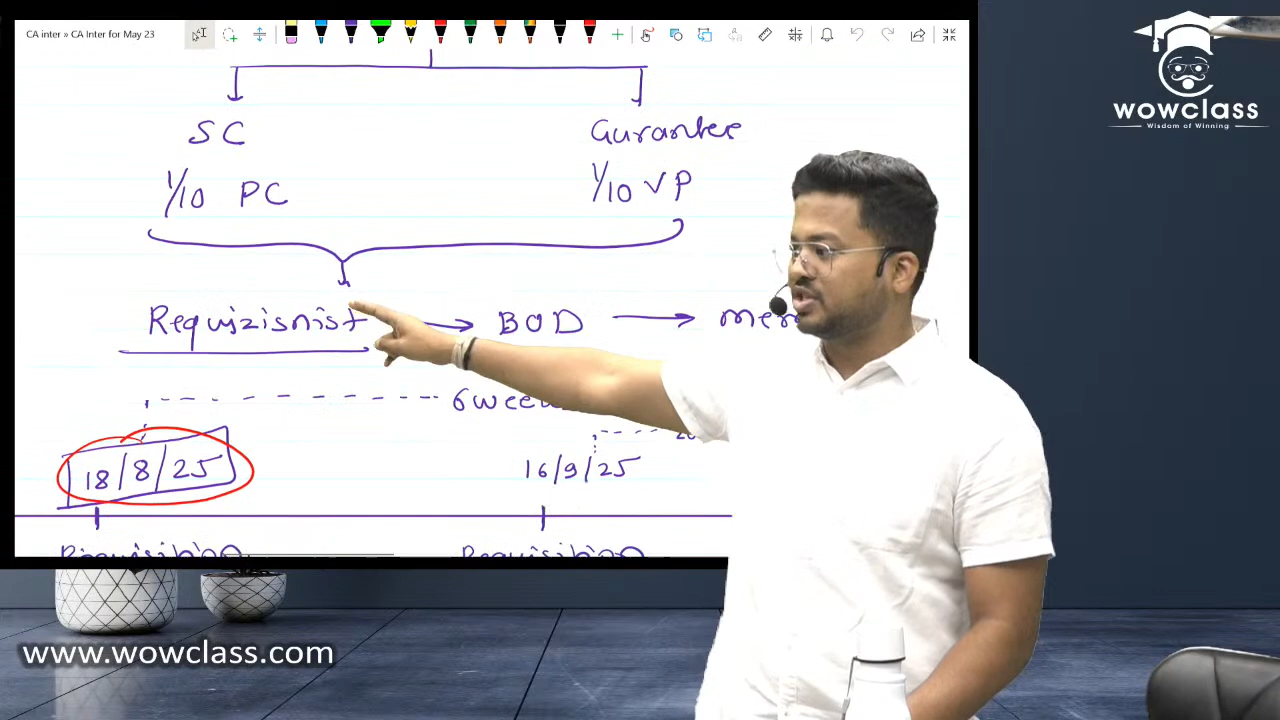 CA inter » CA Inter for May 23
wowclass
Wisdom of Winning
SC
Gurantee
1/10 PC
1/10 VP
Requizisnist → BOD →
6
18/8/25
16/9/25
www.wowclass.com